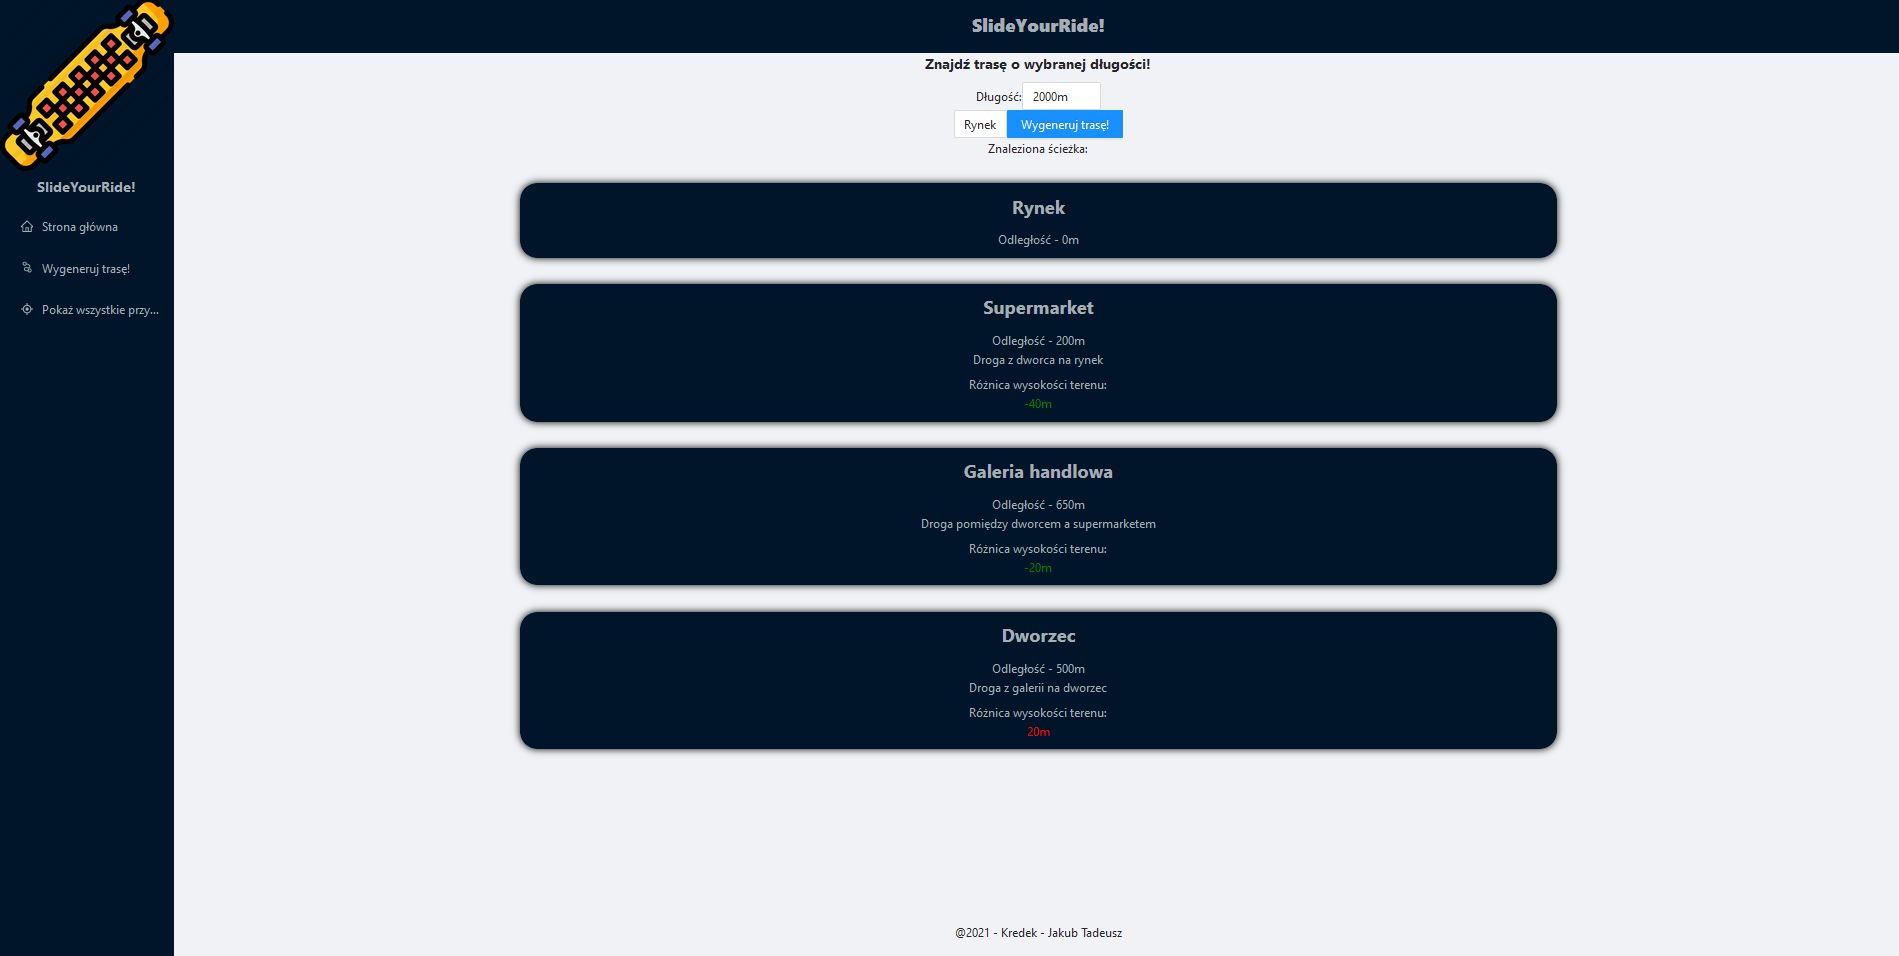 SlideYourRide!
SlideYourRide!
Strona główna
Wygeneruj trasę!
Pokaż wszystkie przy...
Znajdź trasę o wybranej długości!
Długość: 2000m
Rynek Wygeneruj trasę!
Znaleziona ścieżka:
Rynek
Odległość - 0m
Supermarket
Odległość - 200m
Droga z dworca na rynek
Różnica wysokości terenu:
-40m
Galeria handlowa
Odległość - 650m
Droga pomiędzy dworcem a supermarketem
Różnica wysokości terenu:
-20m
Dworzec
Odległość - 500m
Droga z galerii na dworzec
Różnica wysokości terenu:
20m
@2021 - Kredek - Jakub Tadeusz